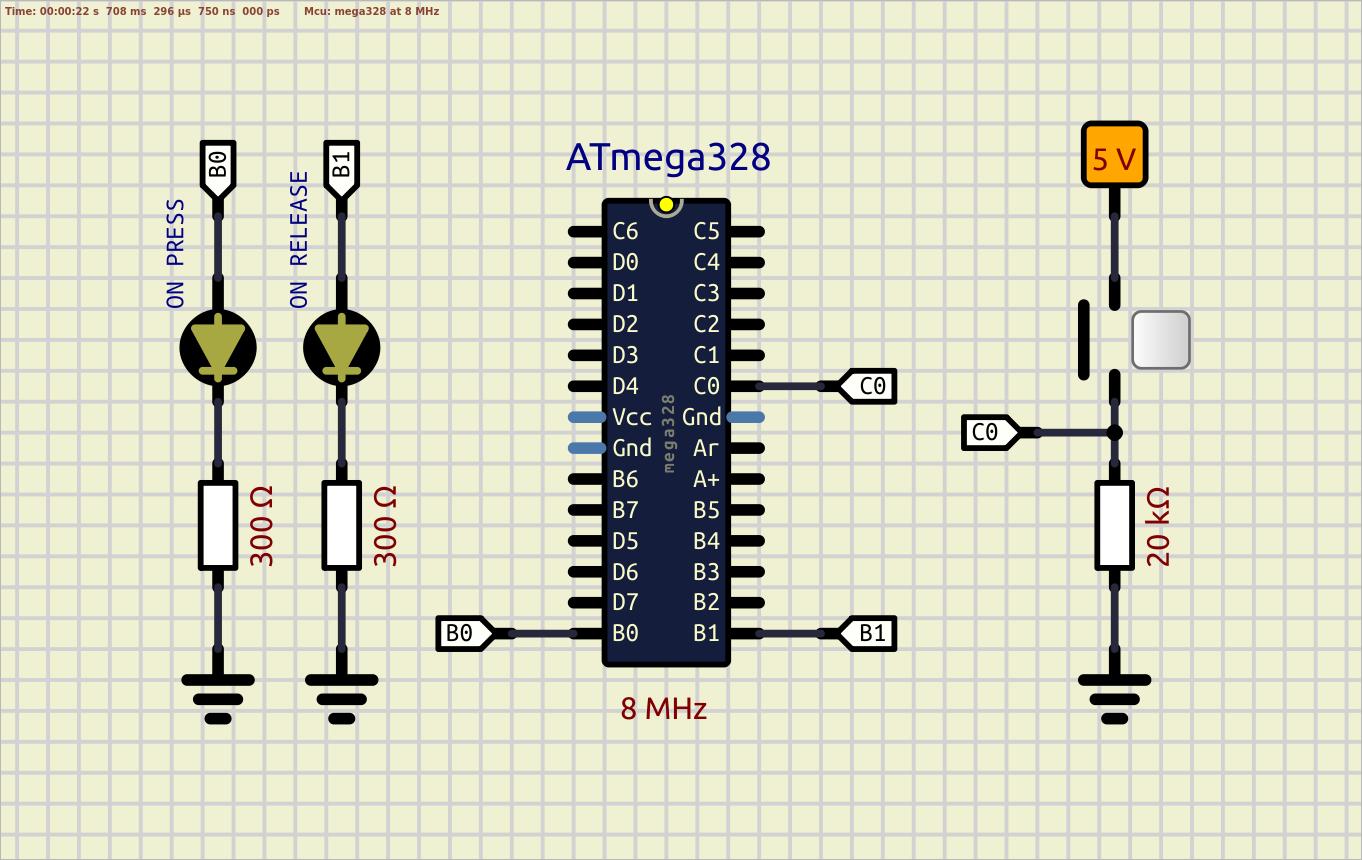 Time: 00:00:22 s 708 ms 296 µs 750 ns 000 ps Mcu: mega328 at 8 MHz
B0
ON PRESS
300 Ω
B1
ON RELEASE
300 Ω
ATmega328
C6 C5
D0 C4
D1 C3
D2 C2
D3 C1
D4 C0
Vcc Gnd
Gnd Ar
B6 A+
B7 B5
D5 B4
D6 B3
D7 B2
B0 B1
mega328
8 MHz
B0
C0
B1
5 V
C0
20 kΩ